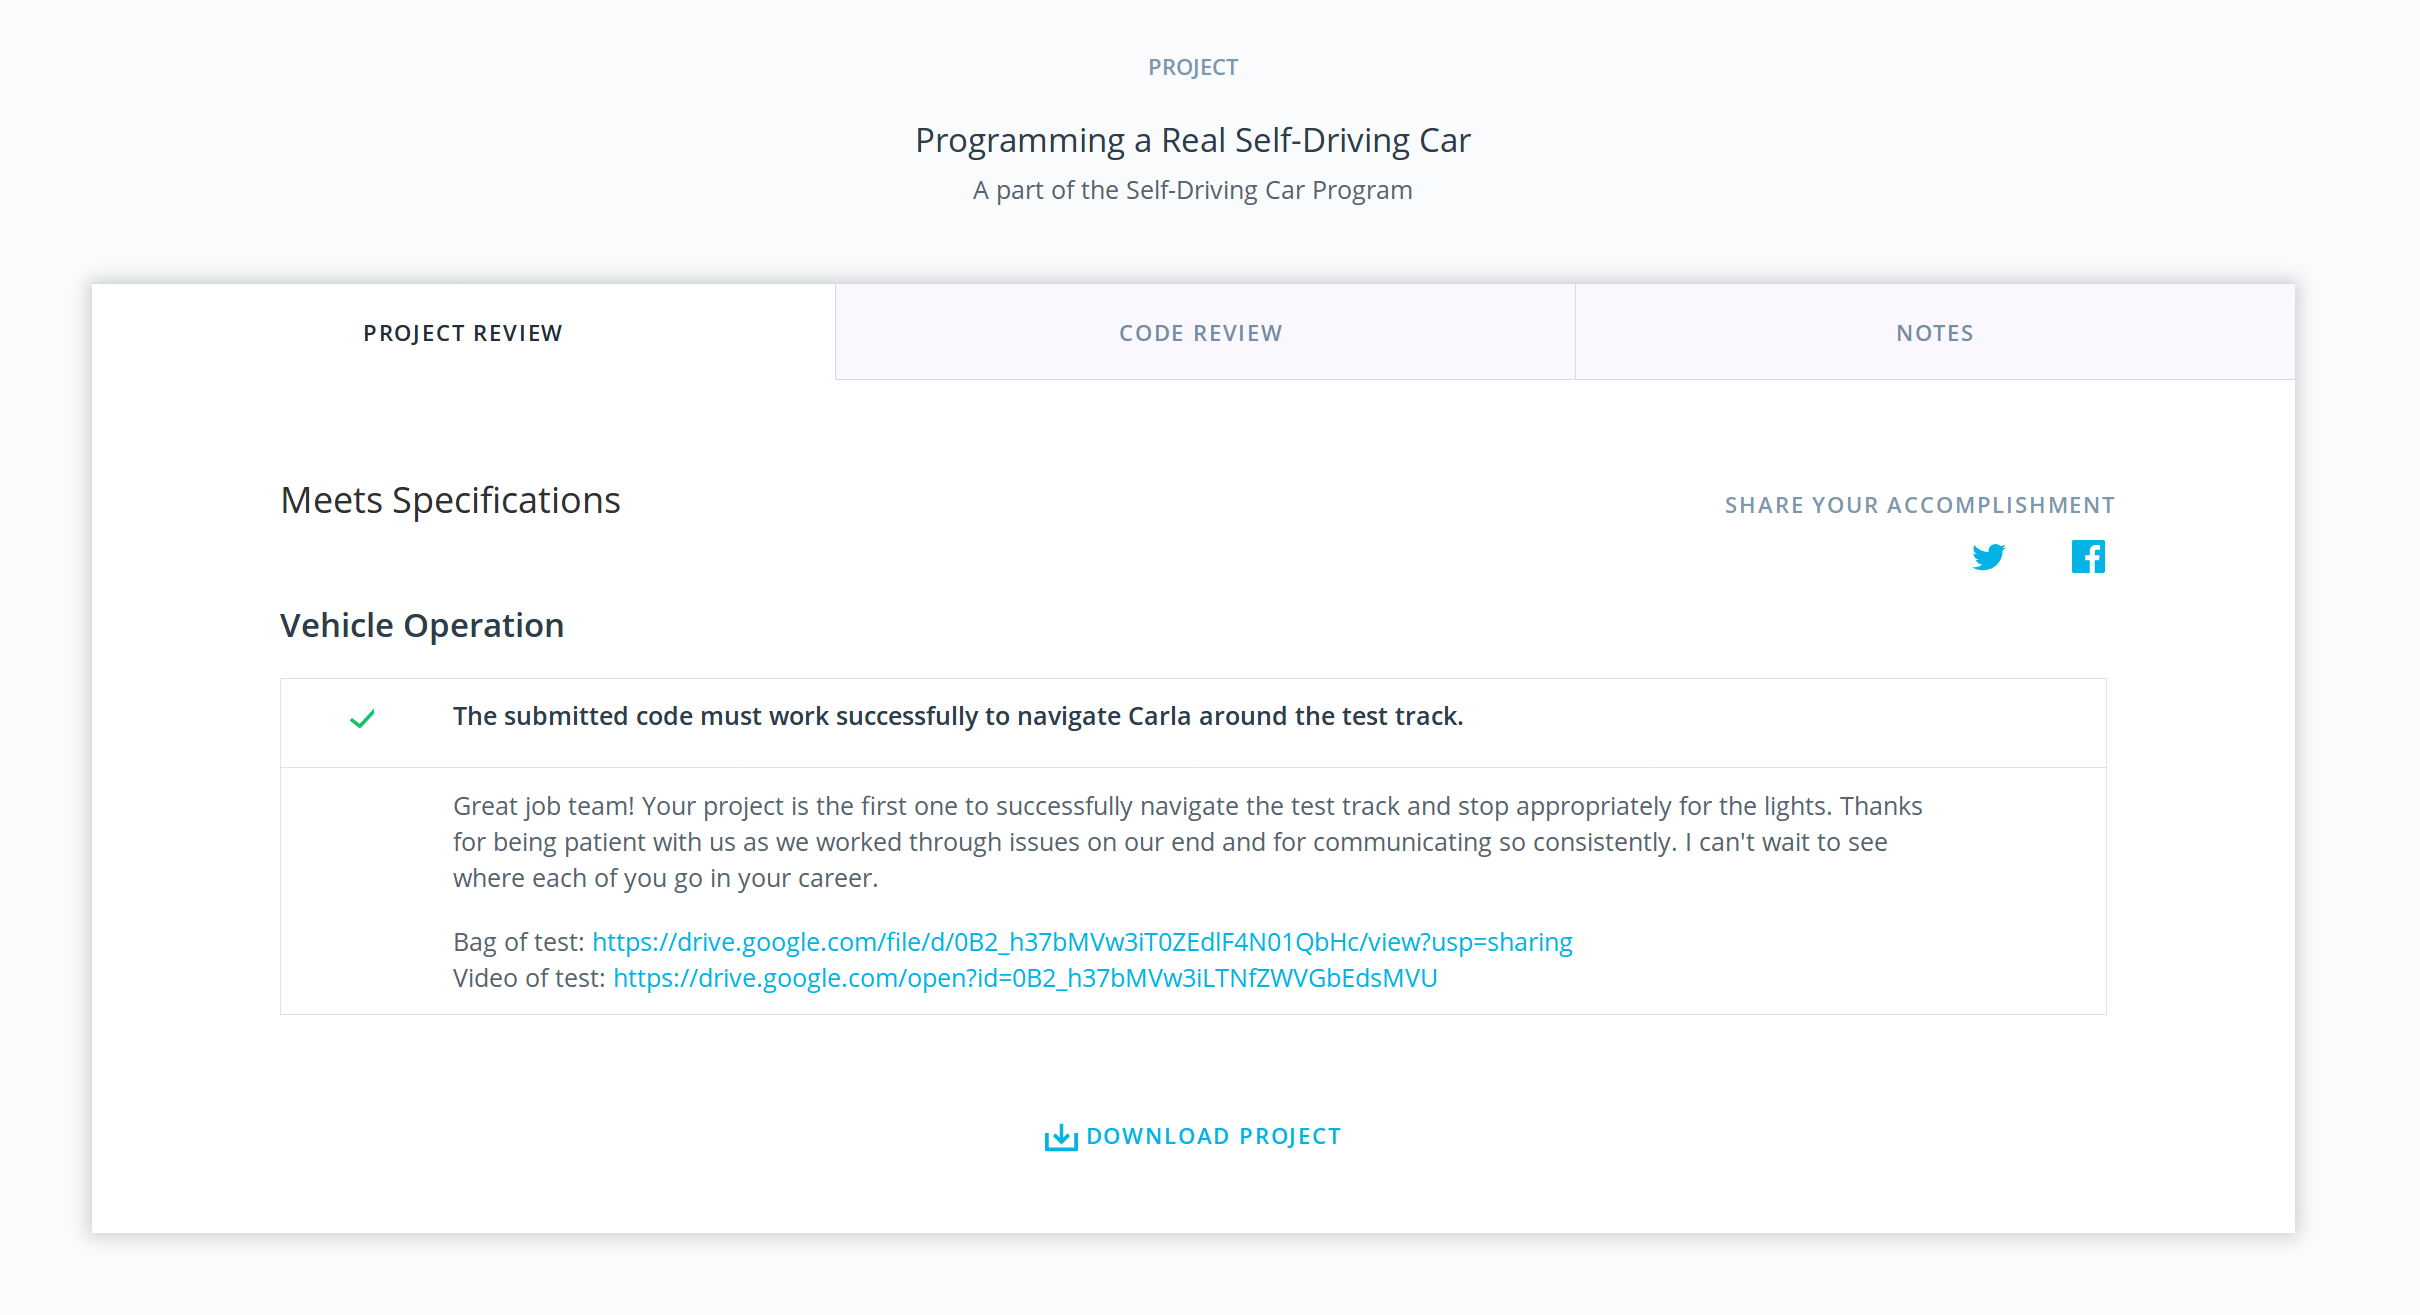 PROJECT
Programming a Real Self-Driving Car
A part of the Self-Driving Car Program
PROJECT REVIEW
CODE REVIEW
NOTES
Meets Specifications
SHARE YOUR ACCOMPLISHMENT
Vehicle Operation
The submitted code must work successfully to navigate Carla around the test track.
Great job team! Your project is the first one to successfully navigate the test track and stop appropriately for the lights. Thanks
for being patient with us as we worked through issues on our end and for communicating so consistently. I can't wait to see
where each of you go in your career.
Bag of test: https://drive.google.com/file/d/0B2_h37bMVw3iT0ZEdlF4N01QbHc/view?usp=sharing
Video of test: https://drive.google.com/open?id=0B2_h37bMVw3iLTNfZWVGbEdsMVU
DOWNLOAD PROJECT